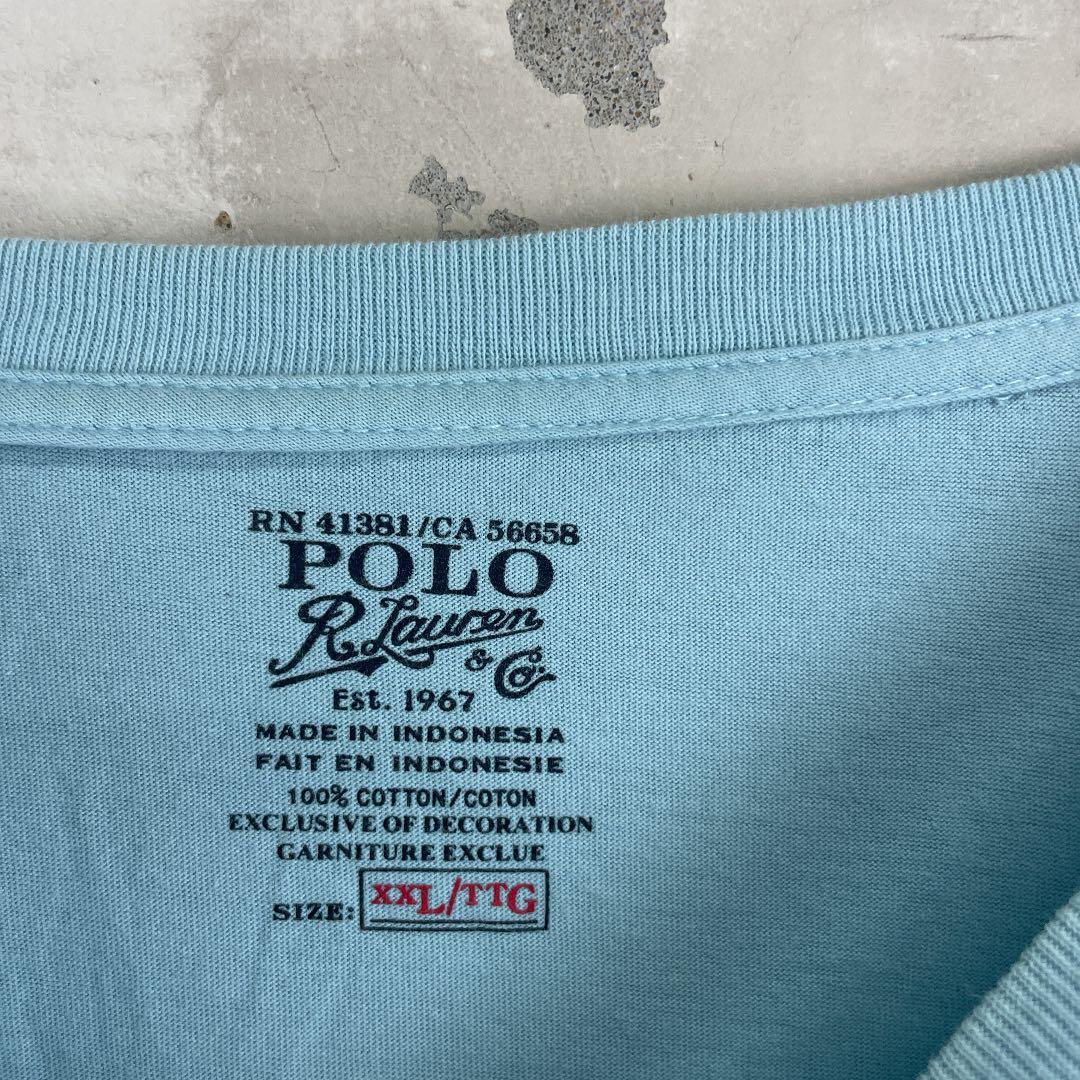 RN 41381/CA 56658
POLO
R Lauren
& Co.
Est. 1967
MADE IN INDONESIA
FAIT EN INDONESIE
100% COTTON/COTON
EXCLUSIVE OF DECORATION
GARNITURE EXCLUE
SIZE: XXL/TTG